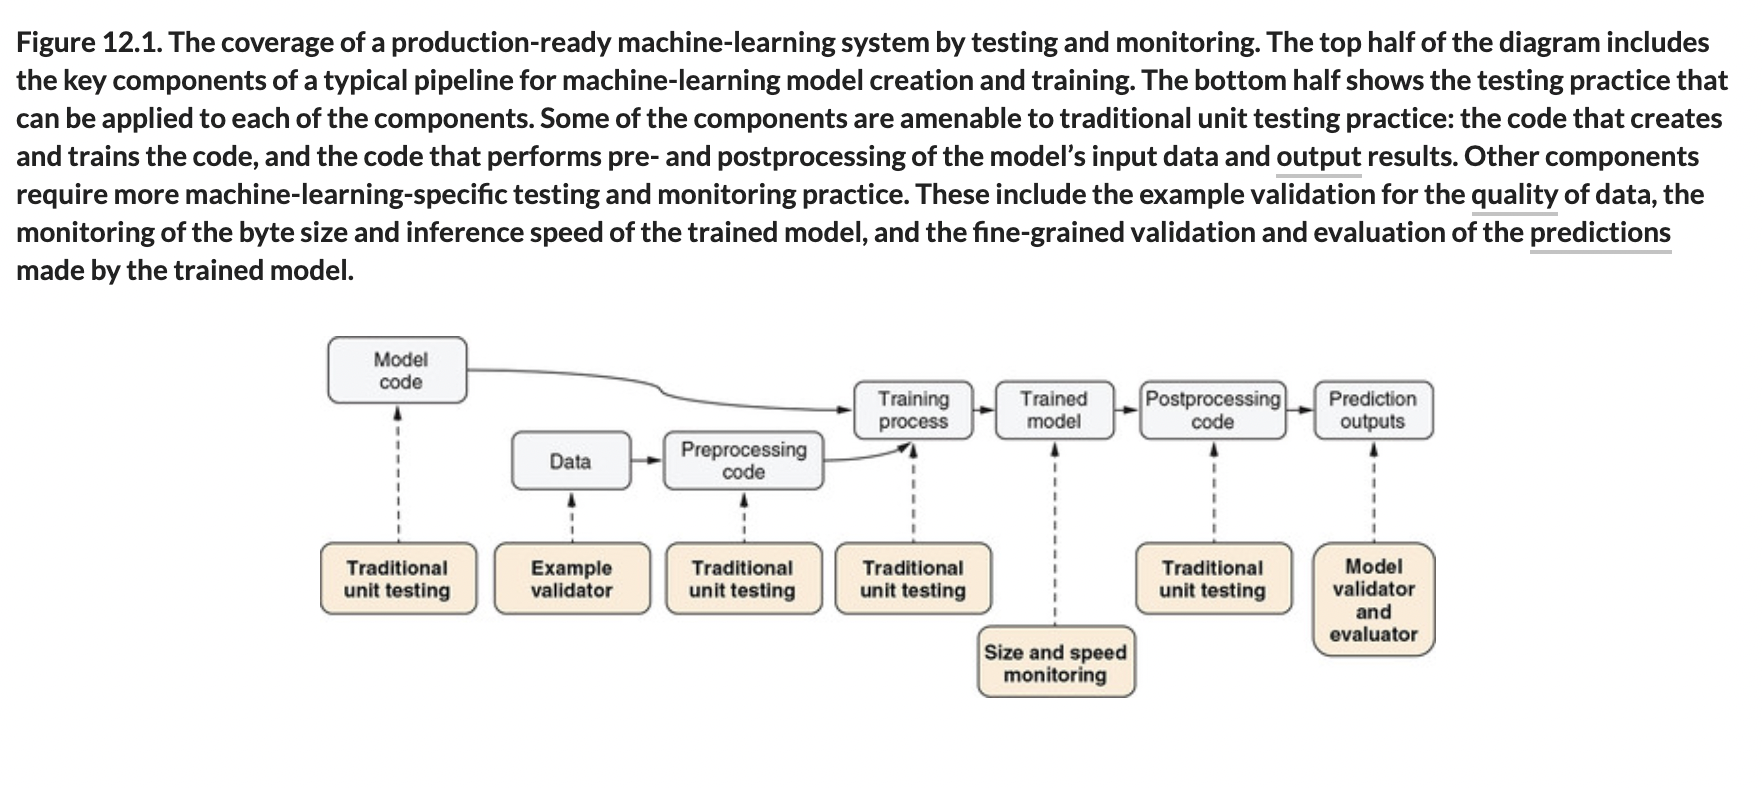 Figure 12.1. The coverage of a production-ready machine-learning system by testing and monitoring. The top half of the diagram includes
the key components of a typical pipeline for machine-learning model creation and training. The bottom half shows the testing practice that
can be applied to each of the components. Some of the components are amenable to traditional unit testing practice: the code that creates
and trains the code, and the code that performs pre- and postprocessing of the model’s input data and output results. Other components
require more machine-learning-specific testing and monitoring practice. These include the example validation for the quality of data, the
monitoring of the byte size and inference speed of the trained model, and the fine-grained validation and evaluation of the predictions
made by the trained model.
Model
code
Data
Preprocessing
code
Training
process
Trained
model
Postprocessing
code
Prediction
outputs
Traditional
unit testing
Example
validator
Traditional
unit testing
Traditional
unit testing
Size and speed
monitoring
Traditional
unit testing
Model
validator
and
evaluator